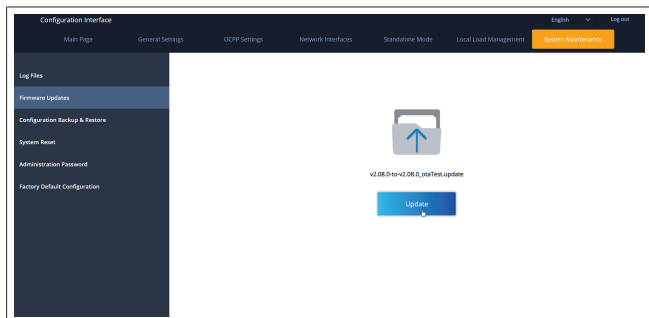 Configuration Interface
English
Log out
Main Page
General Settings
OCPP Settings
Network Interfaces
Standalone Mode
Local Load Management
System Maintenance
Log Files
Firmware Updates
Configuration Backup & Restore
System Reset
Administration Password
Factory Default Configuration
v2.08.0-to-v2.08.0_otaTest.update
Update